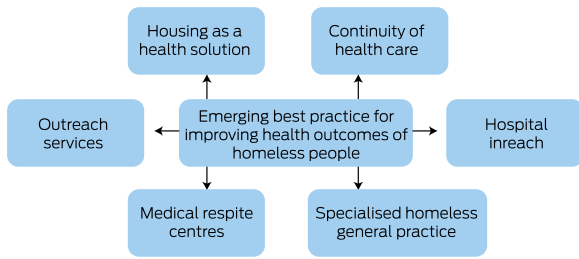 Housing as a
health solution
Continuity of
health care
Outreach
services
Emerging best practice for
improving health outcomes of
homeless people
Hospital
inreach
Medical respite
centres
Specialised homeless
general practice